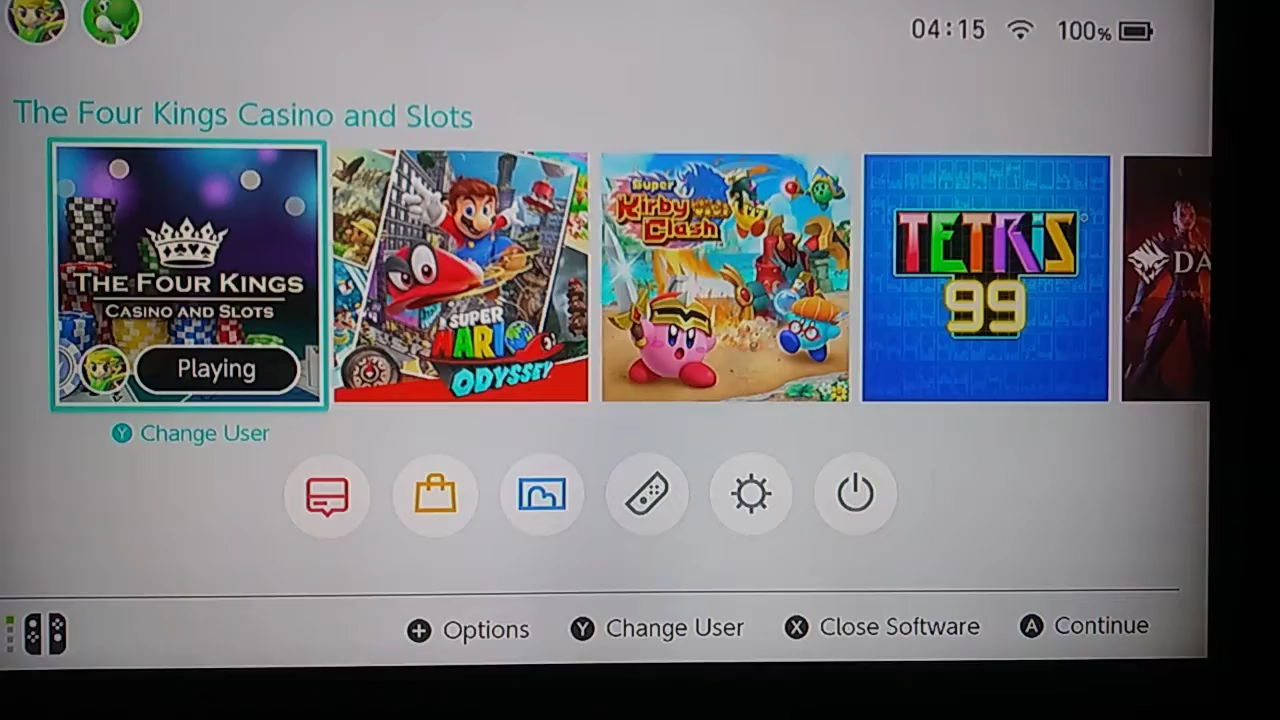 04:15 100%
The Four Kings Casino and Slots
THE FOUR KINGS
CASINO AND SLOTS
Playing
SUPER
MARIO
ODYSSEY
Super
Kirby
Clash
TETRIS
99
DA
Y Change User
+ Options Y Change User X Close Software A Continue